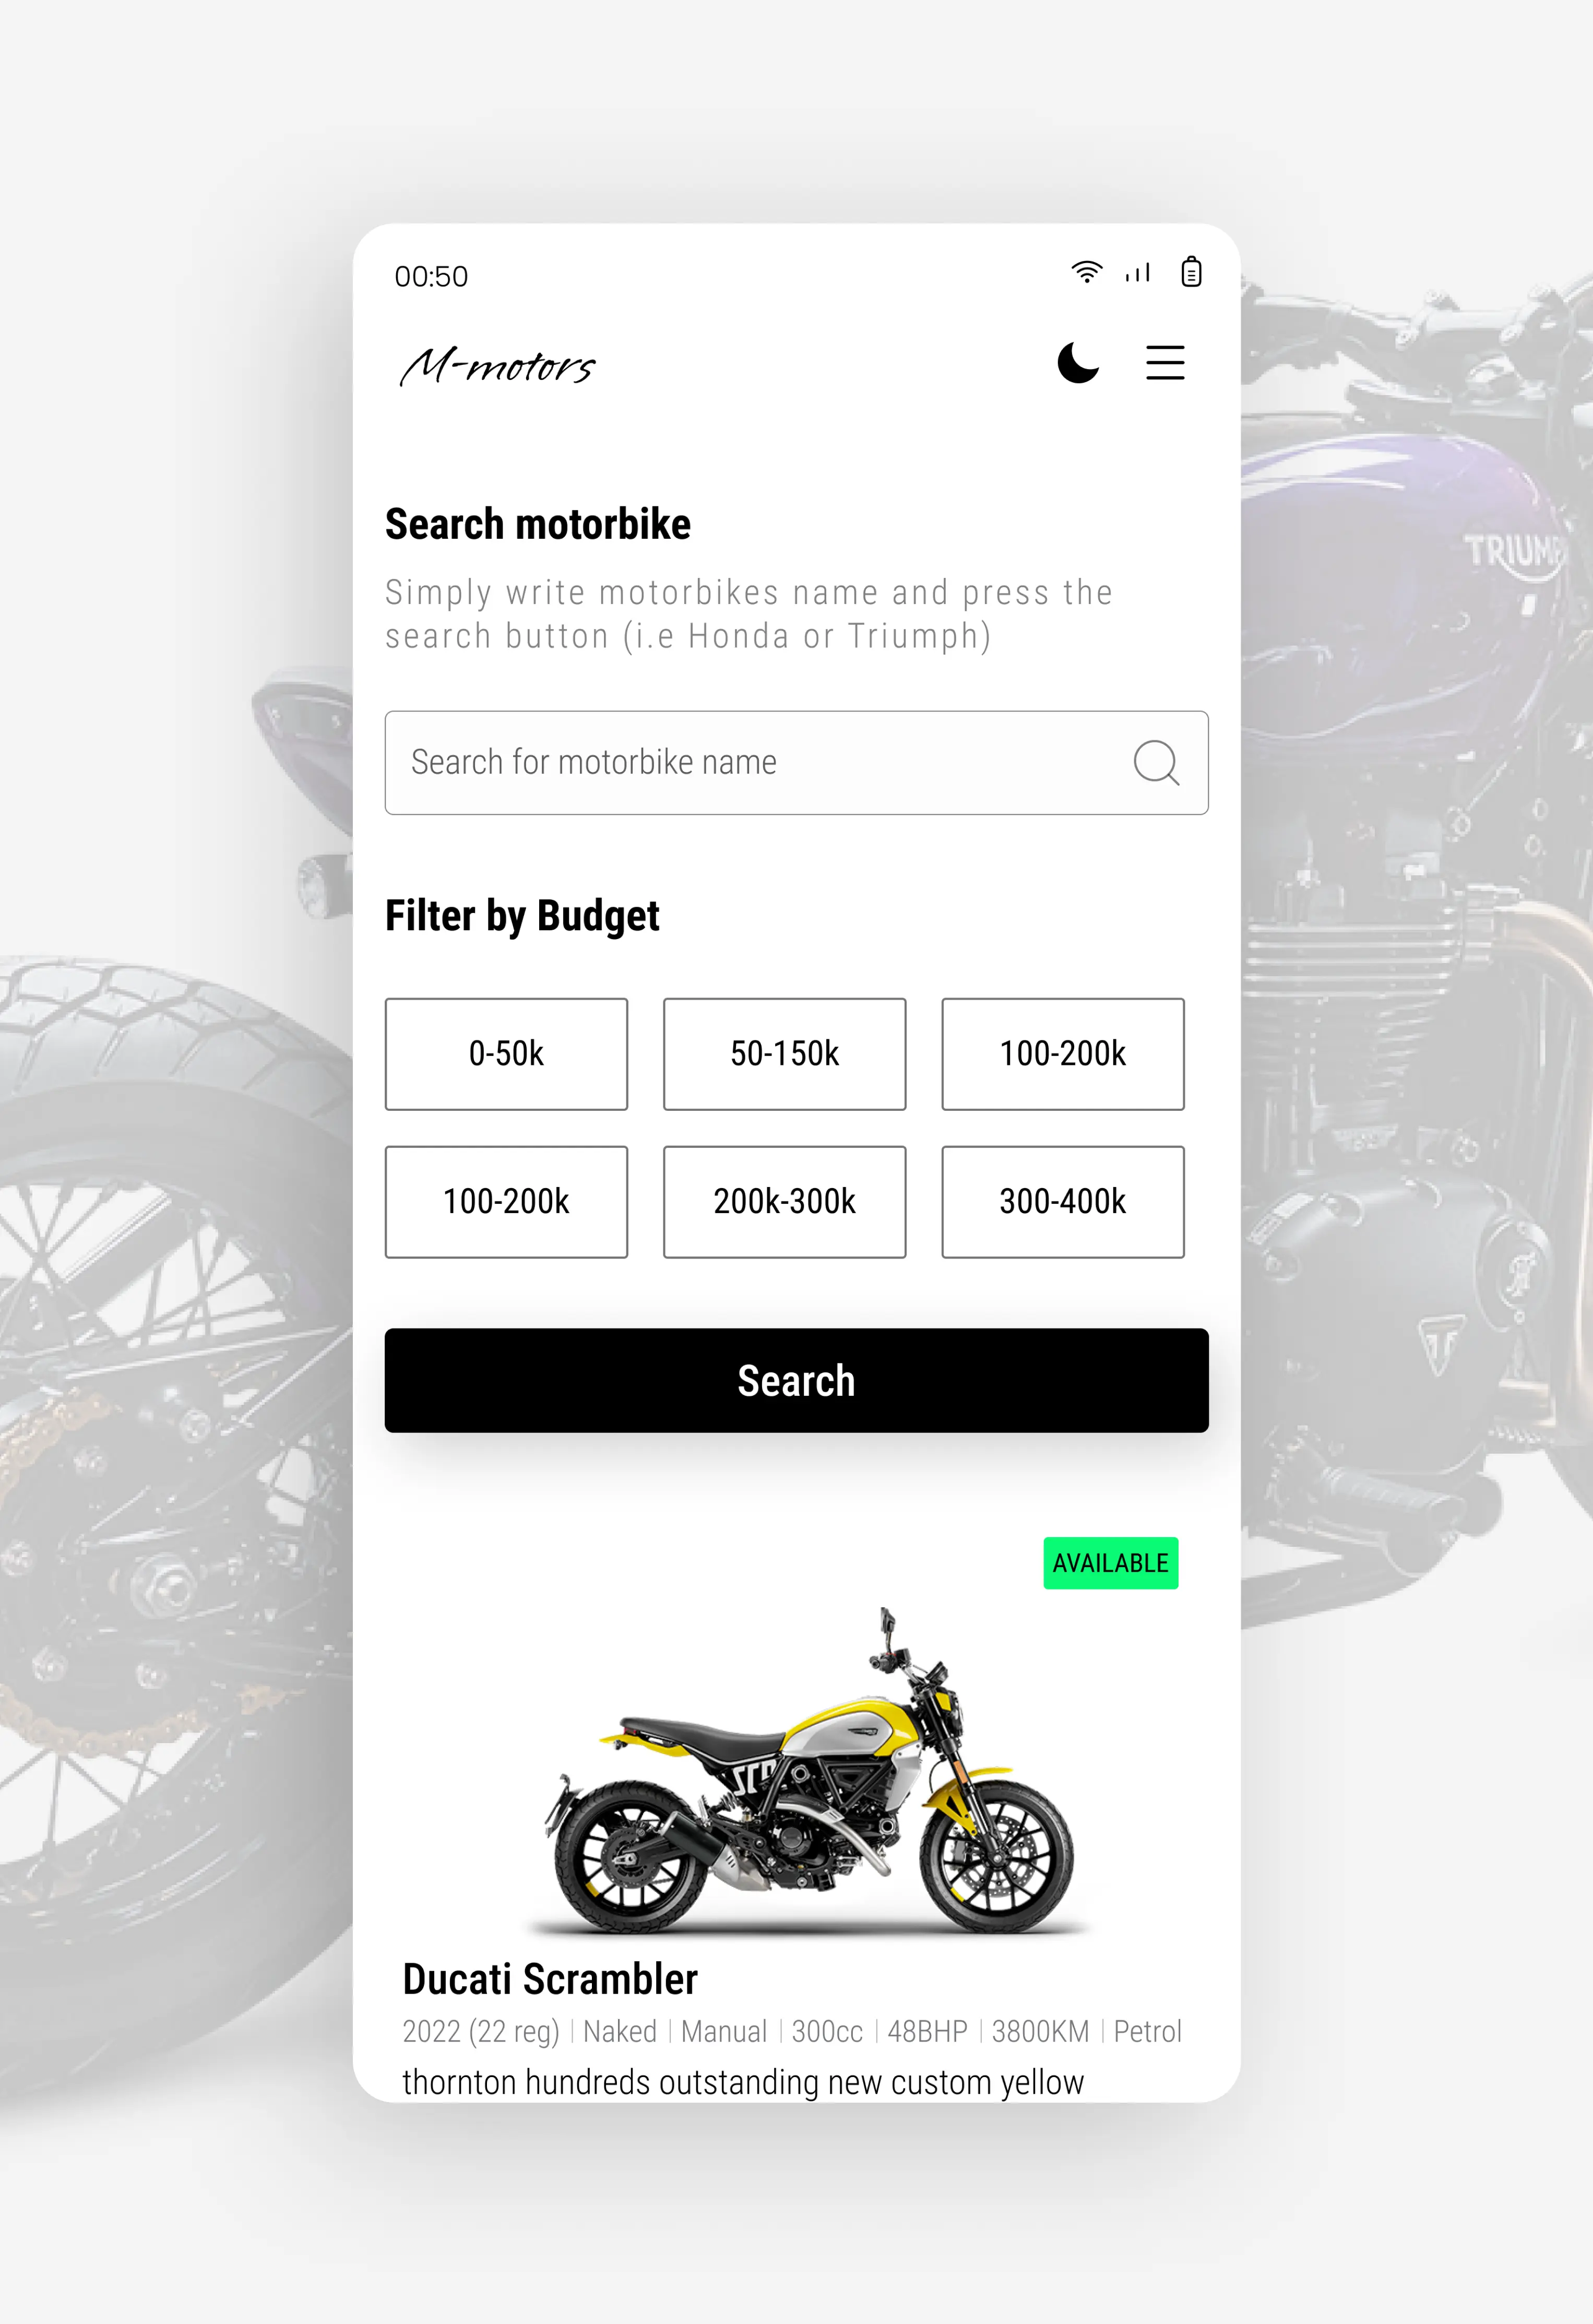 00:50
M-motors
Search motorbike
Simply write motorbikes name and press the
search button (i.e Honda or Triumph)
Search for motorbike name
Filter by Budget
0-50k 50-150k 100-200k
100-200k 200k-300k 300-400k
Search
AVAILABLE
Ducati Scrambler
2022 (22 reg) | Naked | Manual | 300cc | 48BHP | 3800KM | Petrol
thornton hundreds outstanding new custom yellow